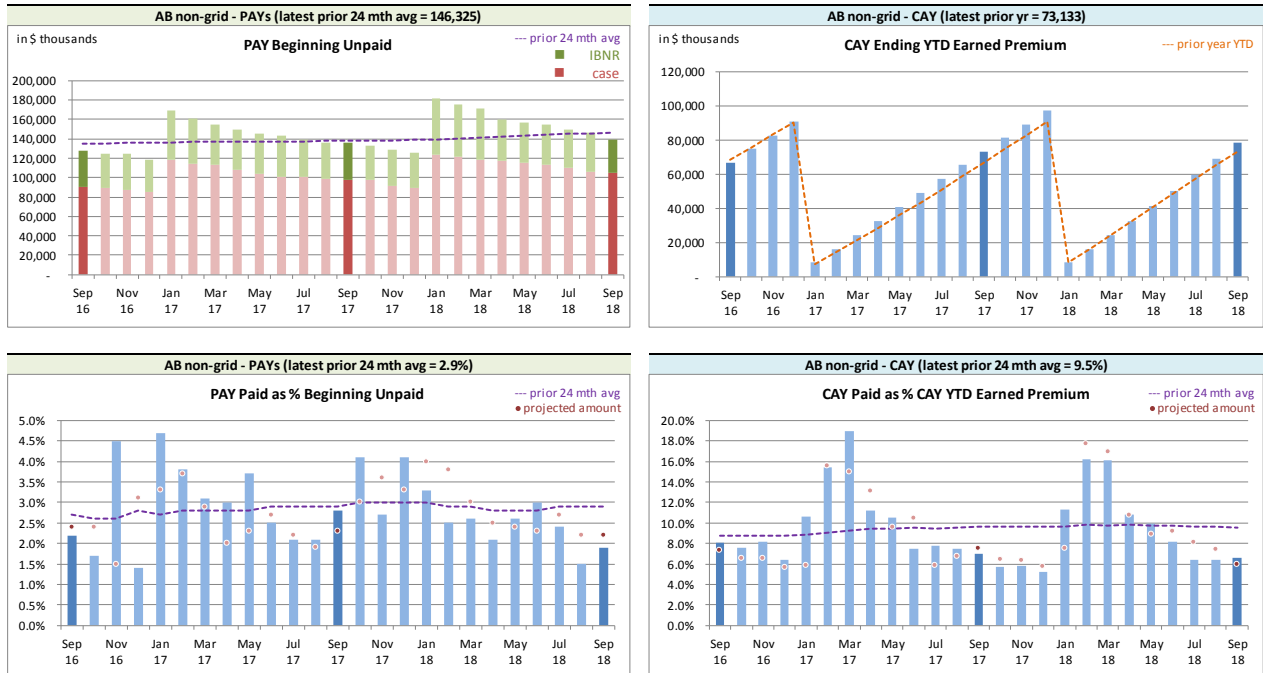 AB non-grid - PAYs (latest prior 24 mth avg = 146,325)
in $ thousands
PAY Beginning Unpaid
--- prior 24 mth avg
IBNR
case
200,000
180,000
160,000
140,000
120,000
100,000
80,000
60,000
40,000
20,000
-
Sep Nov Jan Mar May Jul Sep Nov Jan Mar May Jul Sep
16 16 17 17 17 17 17 17 18 18 18 18 18
AB non-grid - CAY (latest prior yr = 73,133)
in $ thousands
CAY Ending YTD Earned Premium
--- prior year YTD
120,000
100,000
80,000
60,000
40,000
20,000
-
Sep Nov Jan Mar May Jul Sep Nov Jan Mar May Jul Sep
16 16 17 17 17 17 17 17 18 18 18 18 18
AB non-grid - PAYs (latest prior 24 mth avg = 2.9%)
PAY Paid as % Beginning Unpaid
--- prior 24 mth avg
• projected amount
5.0%
4.5%
4.0%
3.5%
3.0%
2.5%
2.0%
1.5%
1.0%
0.5%
0.0%
Sep Nov Jan Mar May Jul Sep Nov Jan Mar May Jul Sep
16 16 17 17 17 17 17 17 18 18 18 18 18
AB non-grid - CAY (latest prior 24 mth avg = 9.5%)
CAY Paid as % CAY YTD Earned Premium
--- prior 24 mth avg
• projected amount
20.0%
18.0%
16.0%
14.0%
12.0%
10.0%
8.0%
6.0%
4.0%
2.0%
0.0%
Sep Nov Jan Mar May Jul Sep Nov Jan Mar May Jul Sep
16 16 17 17 17 17 17 17 18 18 18 18 18